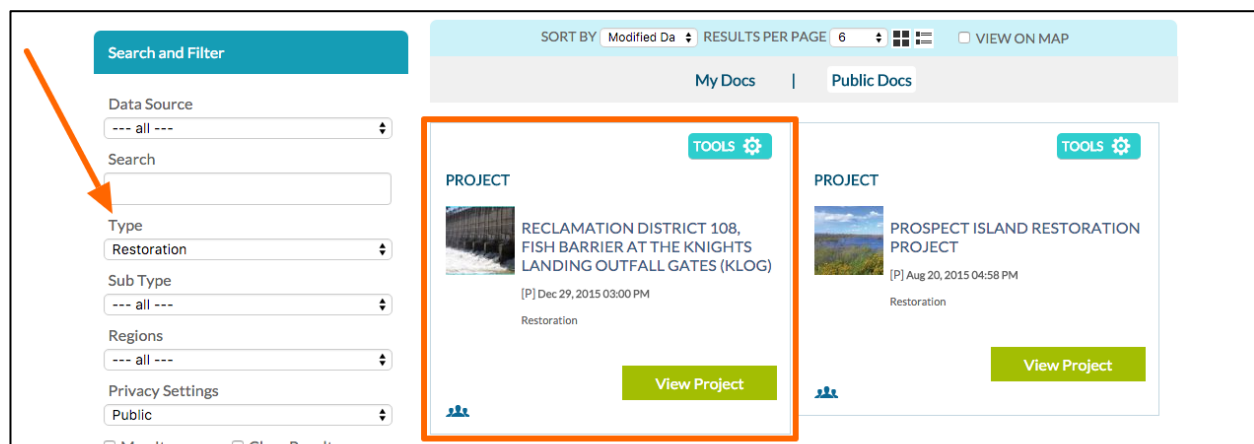 Search and Filter
Data Source
--- all ---
Search
Type
Restoration
Sub Type
--- all ---
Regions
--- all ---
Privacy Settings
Public
SORT BY Modified Da RESULTS PER PAGE 6 VIEW ON MAP
My Docs | Public Docs
TOOLS
PROJECT
RECLAMATION DISTRICT 108,
FISH BARRIER AT THE KNIGHTS
LANDING OUTFALL GATES (KLOG)
[P] Dec 29, 2015 03:00 PM
Restoration
View Project
TOOLS
PROJECT
PROSPECT ISLAND RESTORATION
PROJECT
[P] Aug 20, 2015 04:58 PM
Restoration
View Project